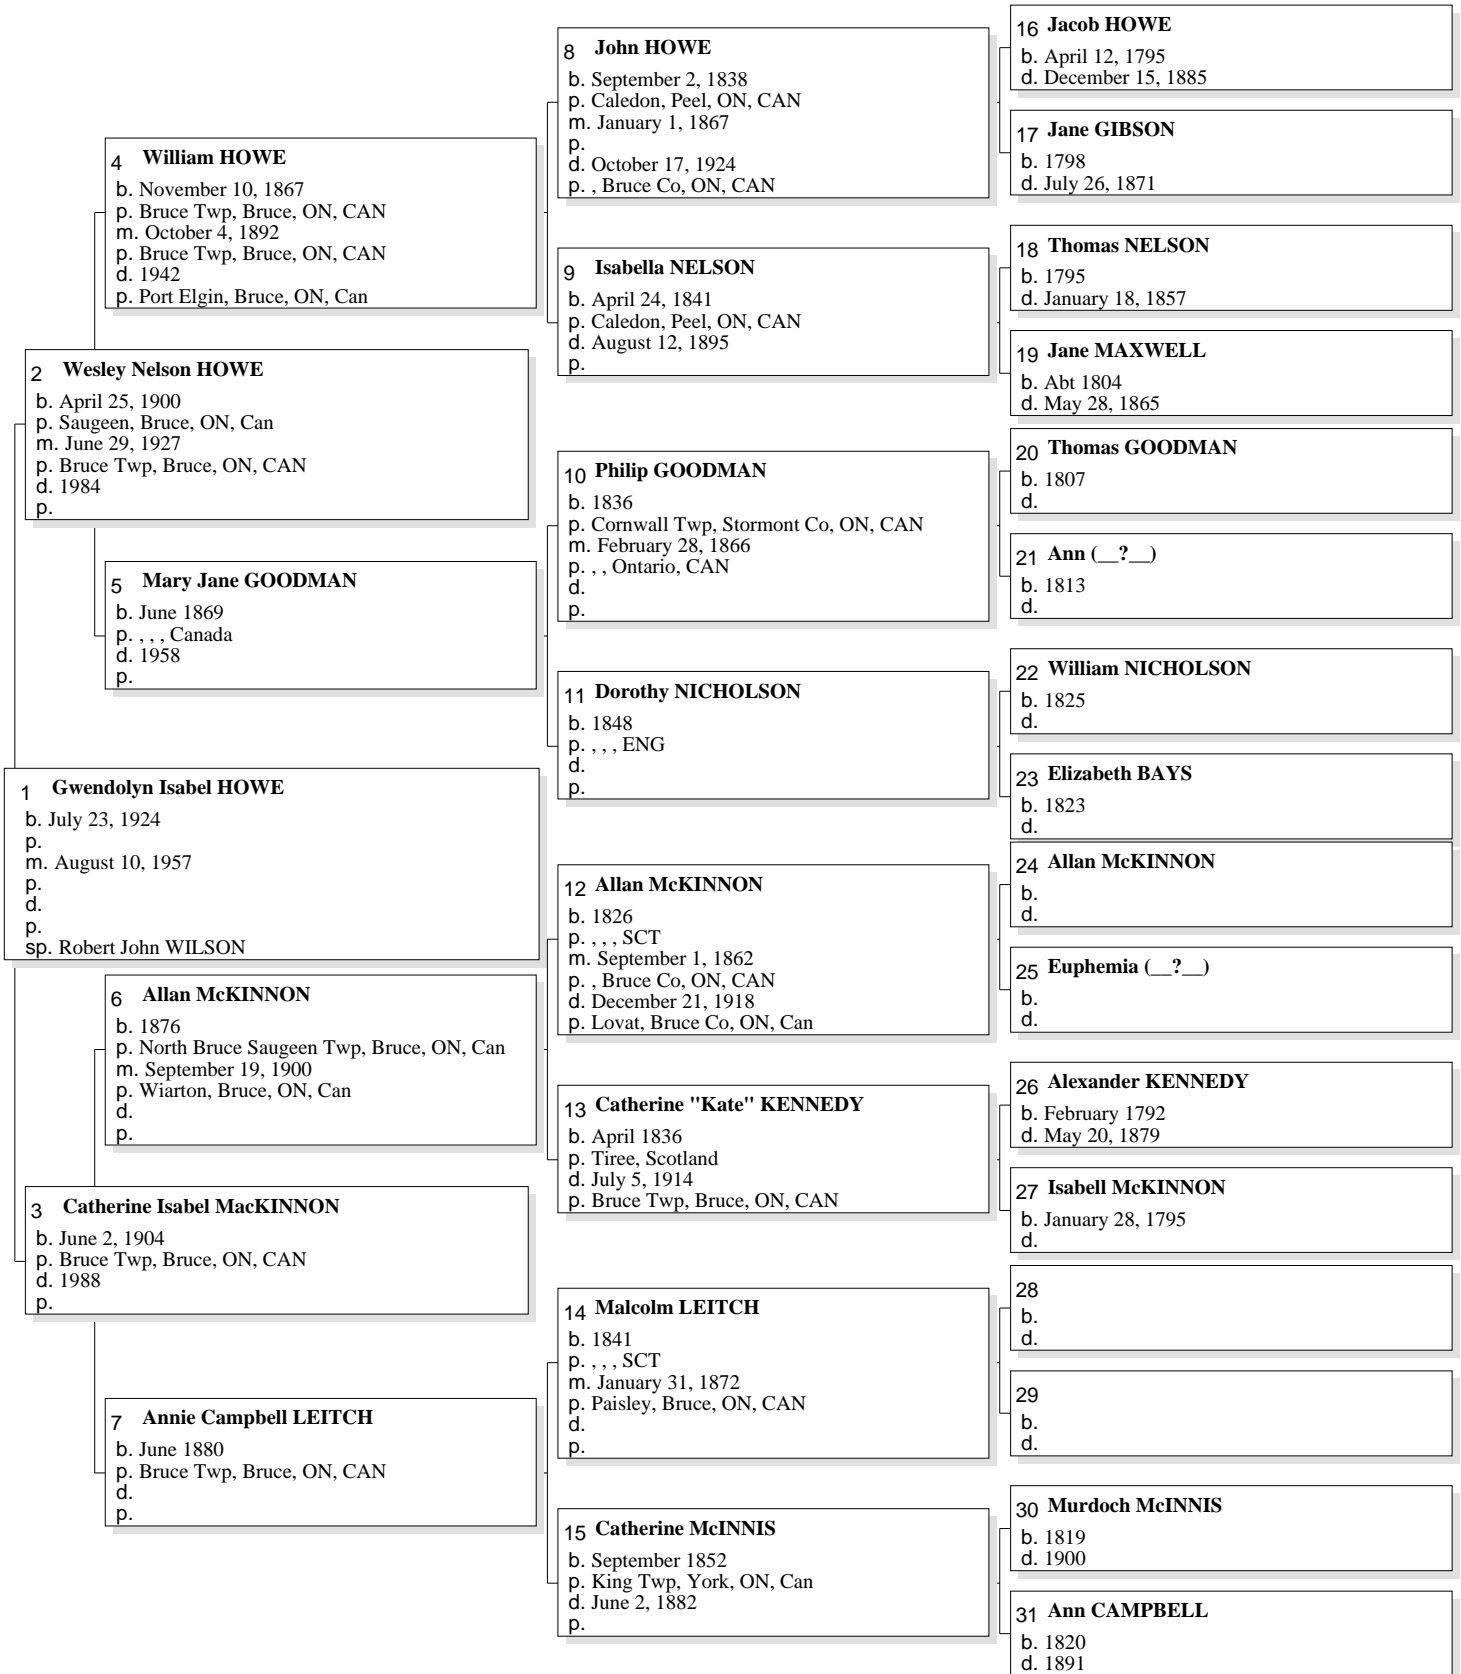 1 Gwendolyn Isabel HOWE
b. July 23, 1924
p.
m. August 10, 1957
p.
d.
p.
sp. Robert John WILSON
2 Wesley Nelson HOWE
b. April 25, 1900
p. Saugeen, Bruce, ON, Can
m. June 29, 1927
p. Bruce Twp, Bruce, ON, CAN
d. 1984
p.
3 Catherine Isabel MacKINNON
b. June 2, 1904
p. Bruce Twp, Bruce, ON, CAN
d. 1988
p.
4 William HOWE
b. November 10, 1867
p. Bruce Twp, Bruce, ON, CAN
m. October 4, 1892
p. Bruce Twp, Bruce, ON, CAN
d. 1942
p. Port Elgin, Bruce, ON, Can
5 Mary Jane GOODMAN
b. June 1869
p. , , , Canada
d. 1958
p.
6 Allan McKINNON
b. 1876
p. North Bruce Saugeen Twp, Bruce, ON, Can
m. September 19, 1900
p. Wiarton, Bruce, ON, Can
d.
p.
7 Annie Campbell LEITCH
b. June 1880
p. Bruce Twp, Bruce, ON, CAN
d.
p.
8 John HOWE
b. September 2, 1838
p. Caledon, Peel, ON, CAN
m. January 1, 1867
p.
d. October 17, 1924
p. , Bruce Co, ON, CAN
9 Isabella NELSON
b. April 24, 1841
p. Caledon, Peel, ON, CAN
d. August 12, 1895
p.
10 Philip GOODMAN
b. 1836
p. Cornwall Twp, Stormont Co, ON, CAN
m. February 28, 1866
p. , , Ontario, CAN
d.
p.
11 Dorothy NICHOLSON
b. 1848
p. , , , ENG
d.
p.
12 Allan McKINNON
b. 1826
p. , , , SCT
m. September 1, 1862
p. , Bruce Co, ON, CAN
d. December 21, 1918
p. Lovat, Bruce Co, ON, Can
13 Catherine "Kate" KENNEDY
b. April 1836
p. Tiree, Scotland
d. July 5, 1914
p. Bruce Twp, Bruce, ON, CAN
14 Malcolm LEITCH
b. 1841
p. , , , SCT
m. January 31, 1872
p. Paisley, Bruce, ON, CAN
d.
p.
15 Catherine McINNIS
b. September 1852
p. King Twp, York, ON, Can
d. June 2, 1882
p.
16 Jacob HOWE
b. April 12, 1795
d. December 15, 1885
17 Jane GIBSON
b. 1798
d. July 26, 1871
18 Thomas NELSON
b. 1795
d. January 18, 1857
19 Jane MAXWELL
b. Abt 1804
d. May 28, 1865
20 Thomas GOODMAN
b. 1807
d.
21 Ann (__?__)
b. 1813
d.
22 William NICHOLSON
b. 1825
d.
23 Elizabeth BAYS
b. 1823
d.
24 Allan McKINNON
b.
d.
25 Euphemia (__?__)
b.
d.
26 Alexander KENNEDY
b. February 1792
d. May 20, 1879
27 Isabell McKINNON
b. January 28, 1795
d.
28
b.
d.
29
b.
d.
30 Murdoch McINNIS
b. 1819
d. 1900
31 Ann CAMPBELL
b. 1820
d. 1891